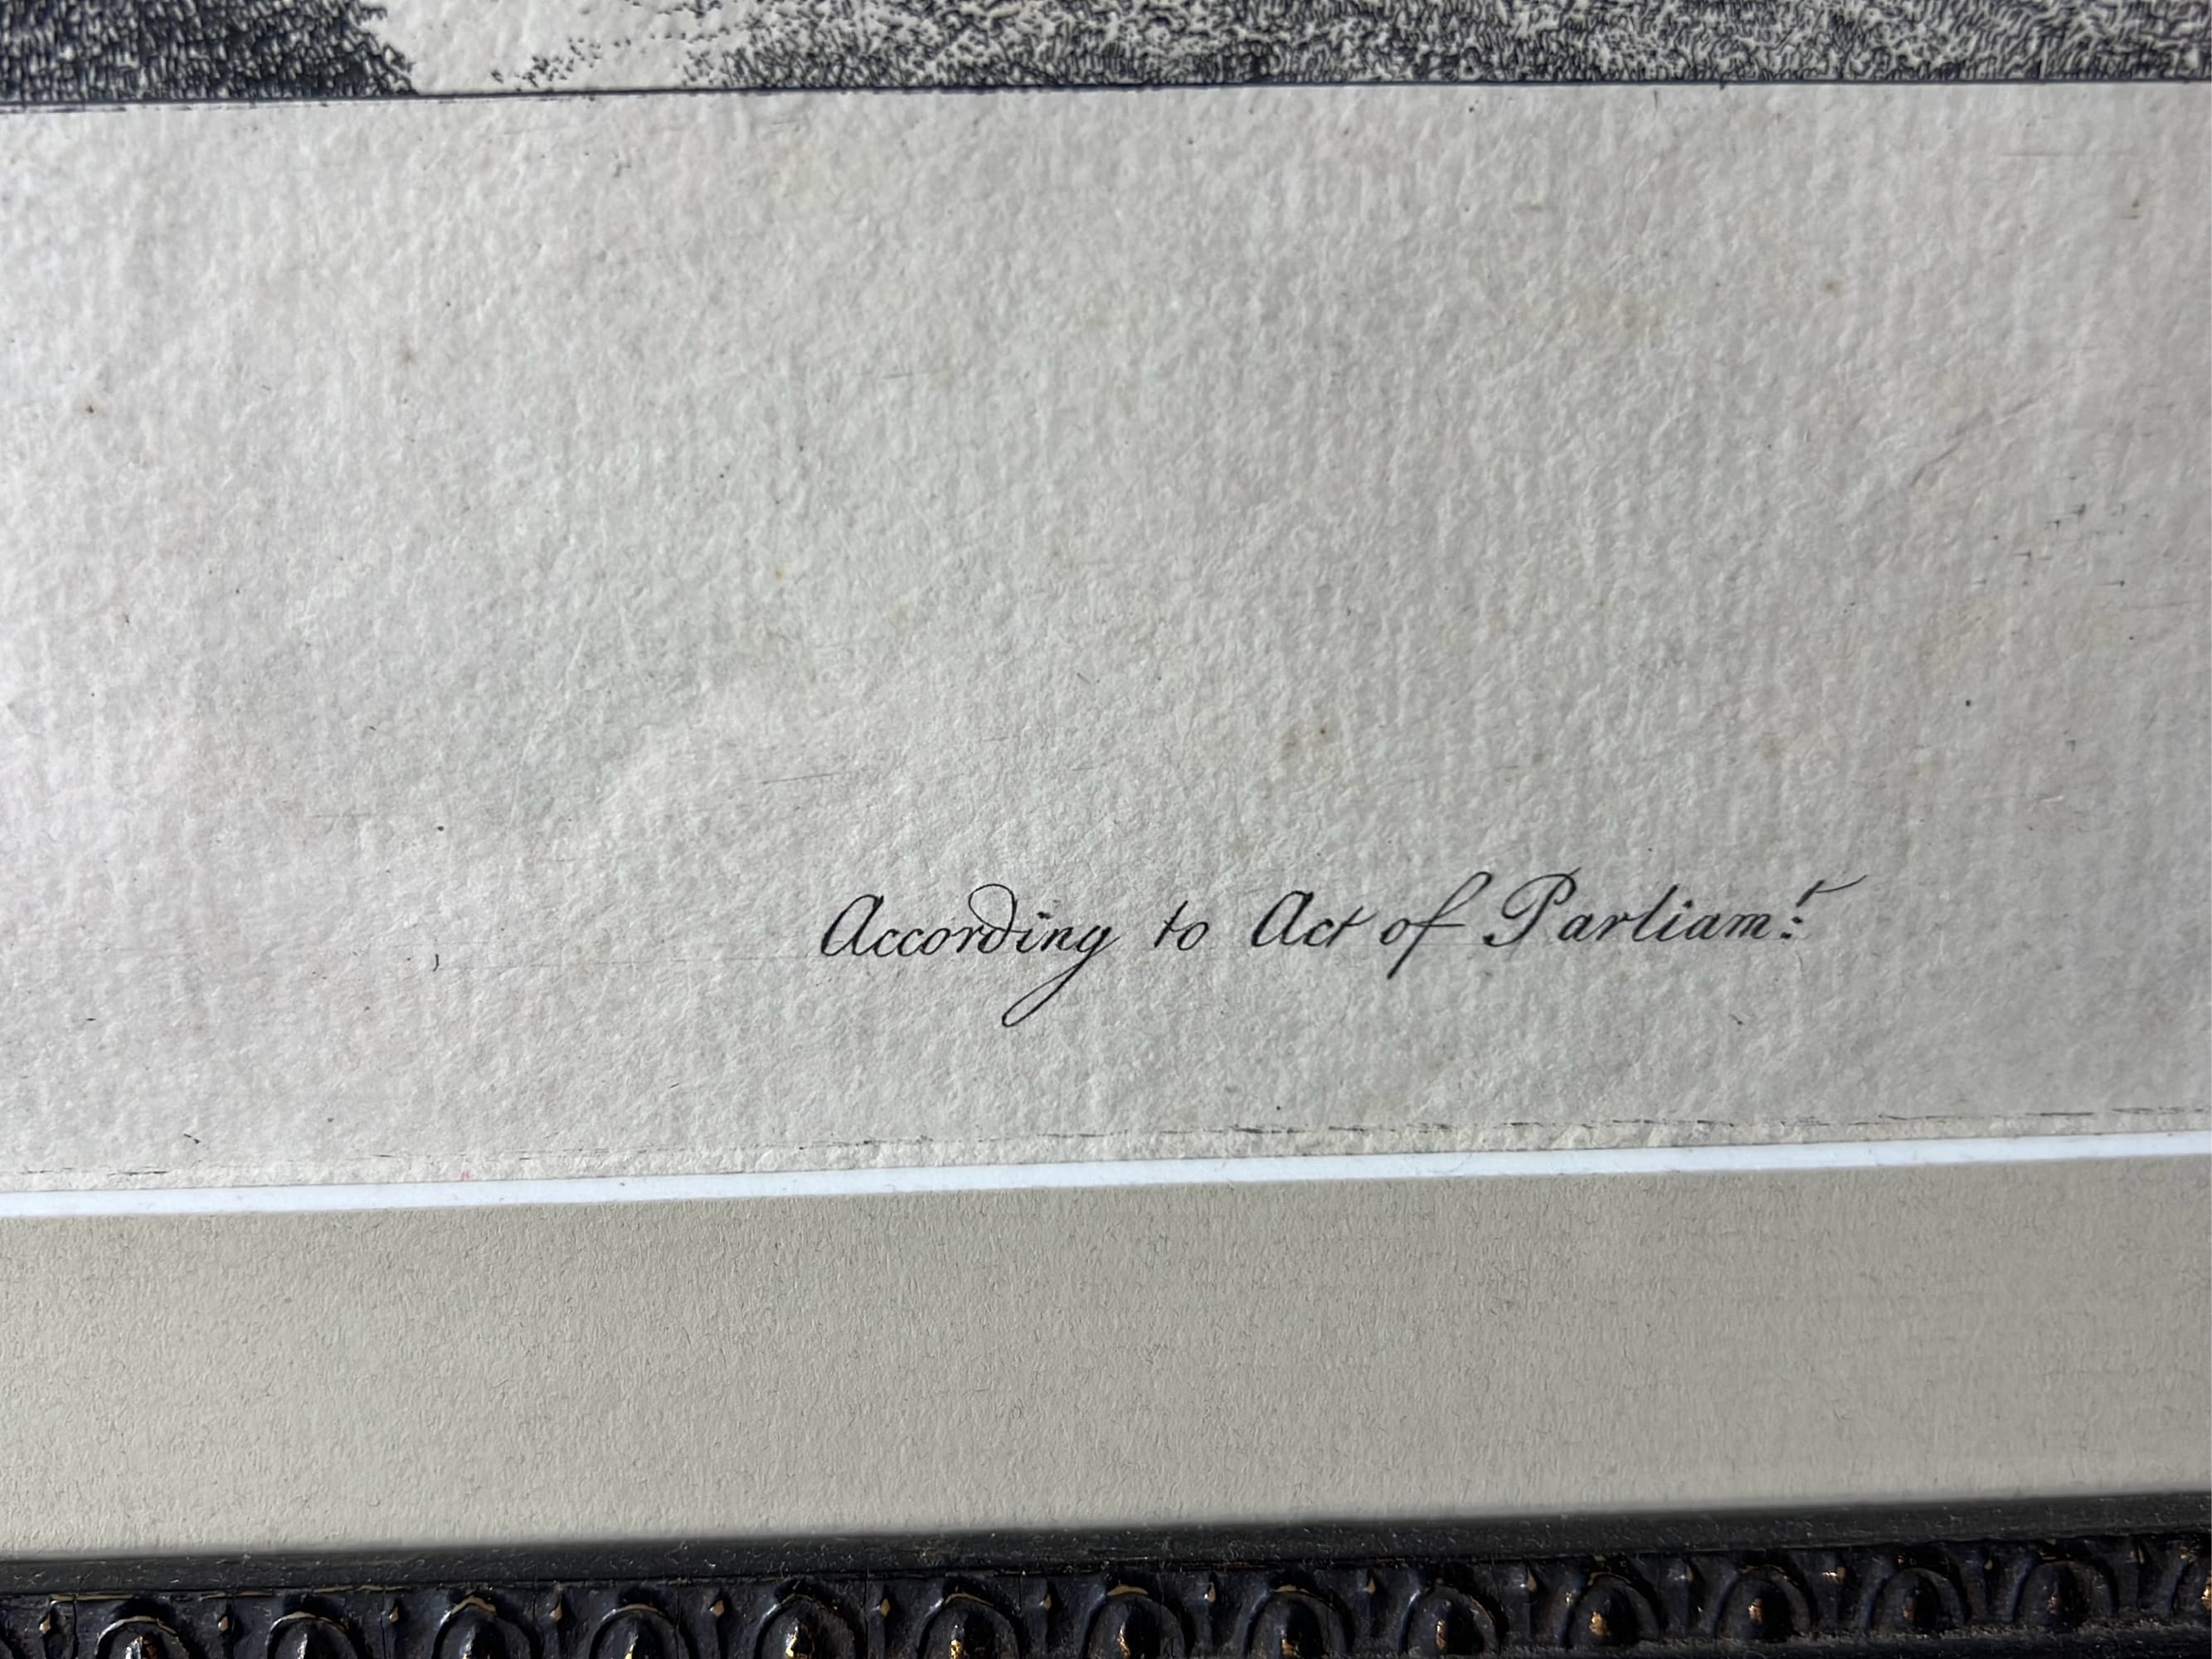 According to Act of Parliam:ᵗ